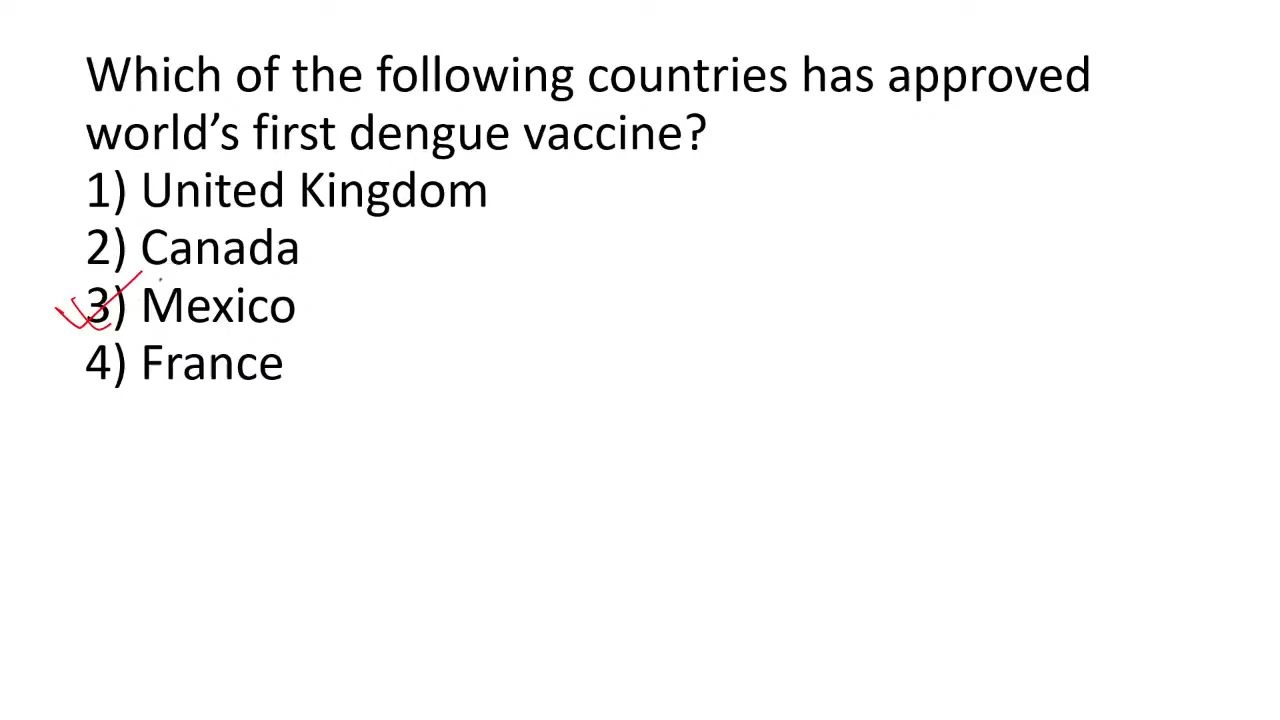 Which of the following countries has approved
world’s first dengue vaccine?
1) United Kingdom
2) Canada
3) Mexico
4) France